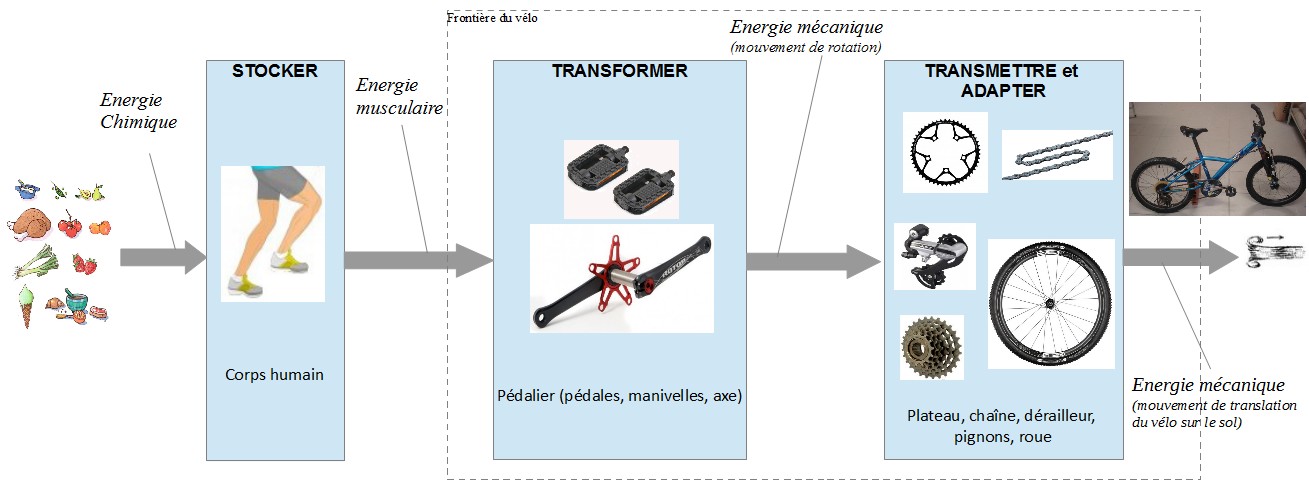 Frontière du vélo
Energie
Chimique
STOCKER
Corps humain
Energie
musculaire
TRANSFORMER
ROTOR
Pédalier (pédales, manivelles, axe)
Energie mécanique
(mouvement de rotation)
TRANSMETTRE et
ADAPTER
Plateau, chaîne, dérailleur,
pignons, roue
Energie mécanique
(mouvement de translation
du vélo sur le sol)